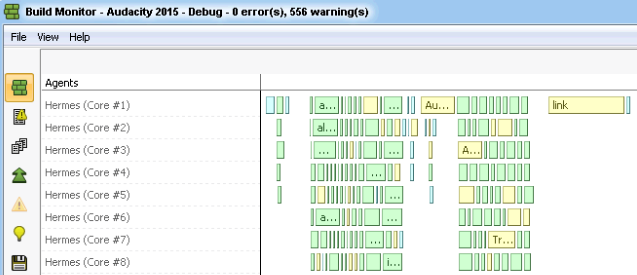 Build Monitor - Audacity 2015 - Debug - 0 error(s), 556 warning(s)
File View Help
Agents
Hermes (Core #1) a... ... Au... link
Hermes (Core #2) al...
Hermes (Core #3) ... ... A...
Hermes (Core #4) ...
Hermes (Core #5) ...
Hermes (Core #6) a... ...
Hermes (Core #7) ... Tr...
Hermes (Core #8) i...